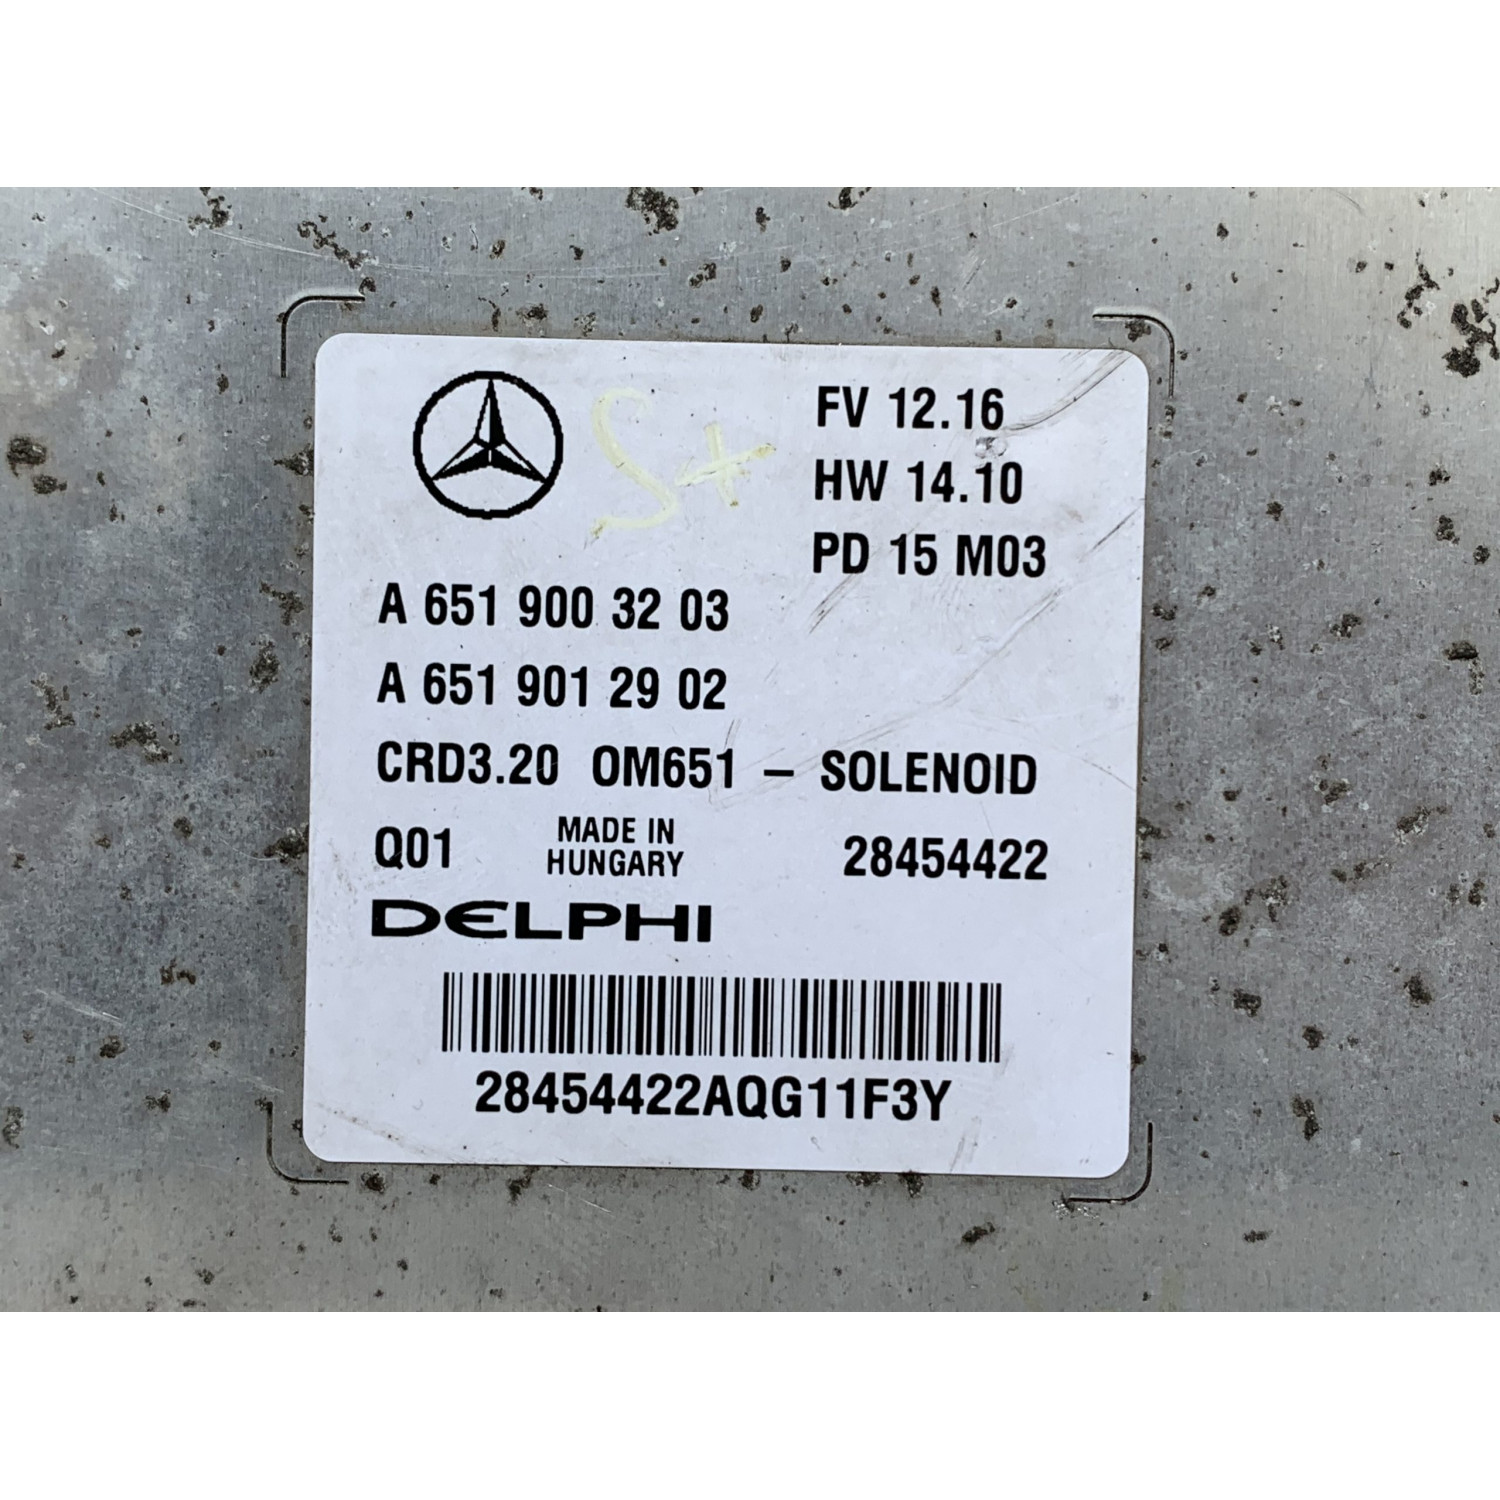 S+
FV 12.16
HW 14.10
PD 15 M03
A 651 900 32 03
A 651 901 29 02
CRD3.20 OM651 – SOLENOID
Q01 MADE IN HUNGARY 28454422
DELPHI
28454422AQG11F3Y